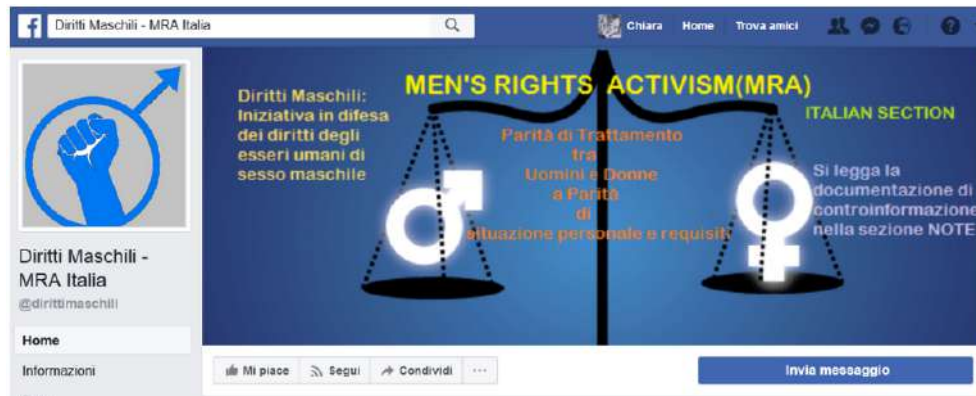 Diritti Maschili - MRA Italia
Chiara Home Trova amici
MEN'S RIGHTS ACTIVISM(MRA)
ITALIAN SECTION
Diritti Maschili:
Iniziativa in difesa
dei diritti degli
esseri umani di
sesso maschile
Parità di Trattamento
tra
Uomini e Donne
a Parità
di
situazione personale e requisiti
Si legga la
documentazione di
controinformazione
nella sezione NOTE
Diritti Maschili -
MRA Italia
@dirittimaschili
Home
Informazioni
Mi piace Segui Condividi ...
Invia messaggio